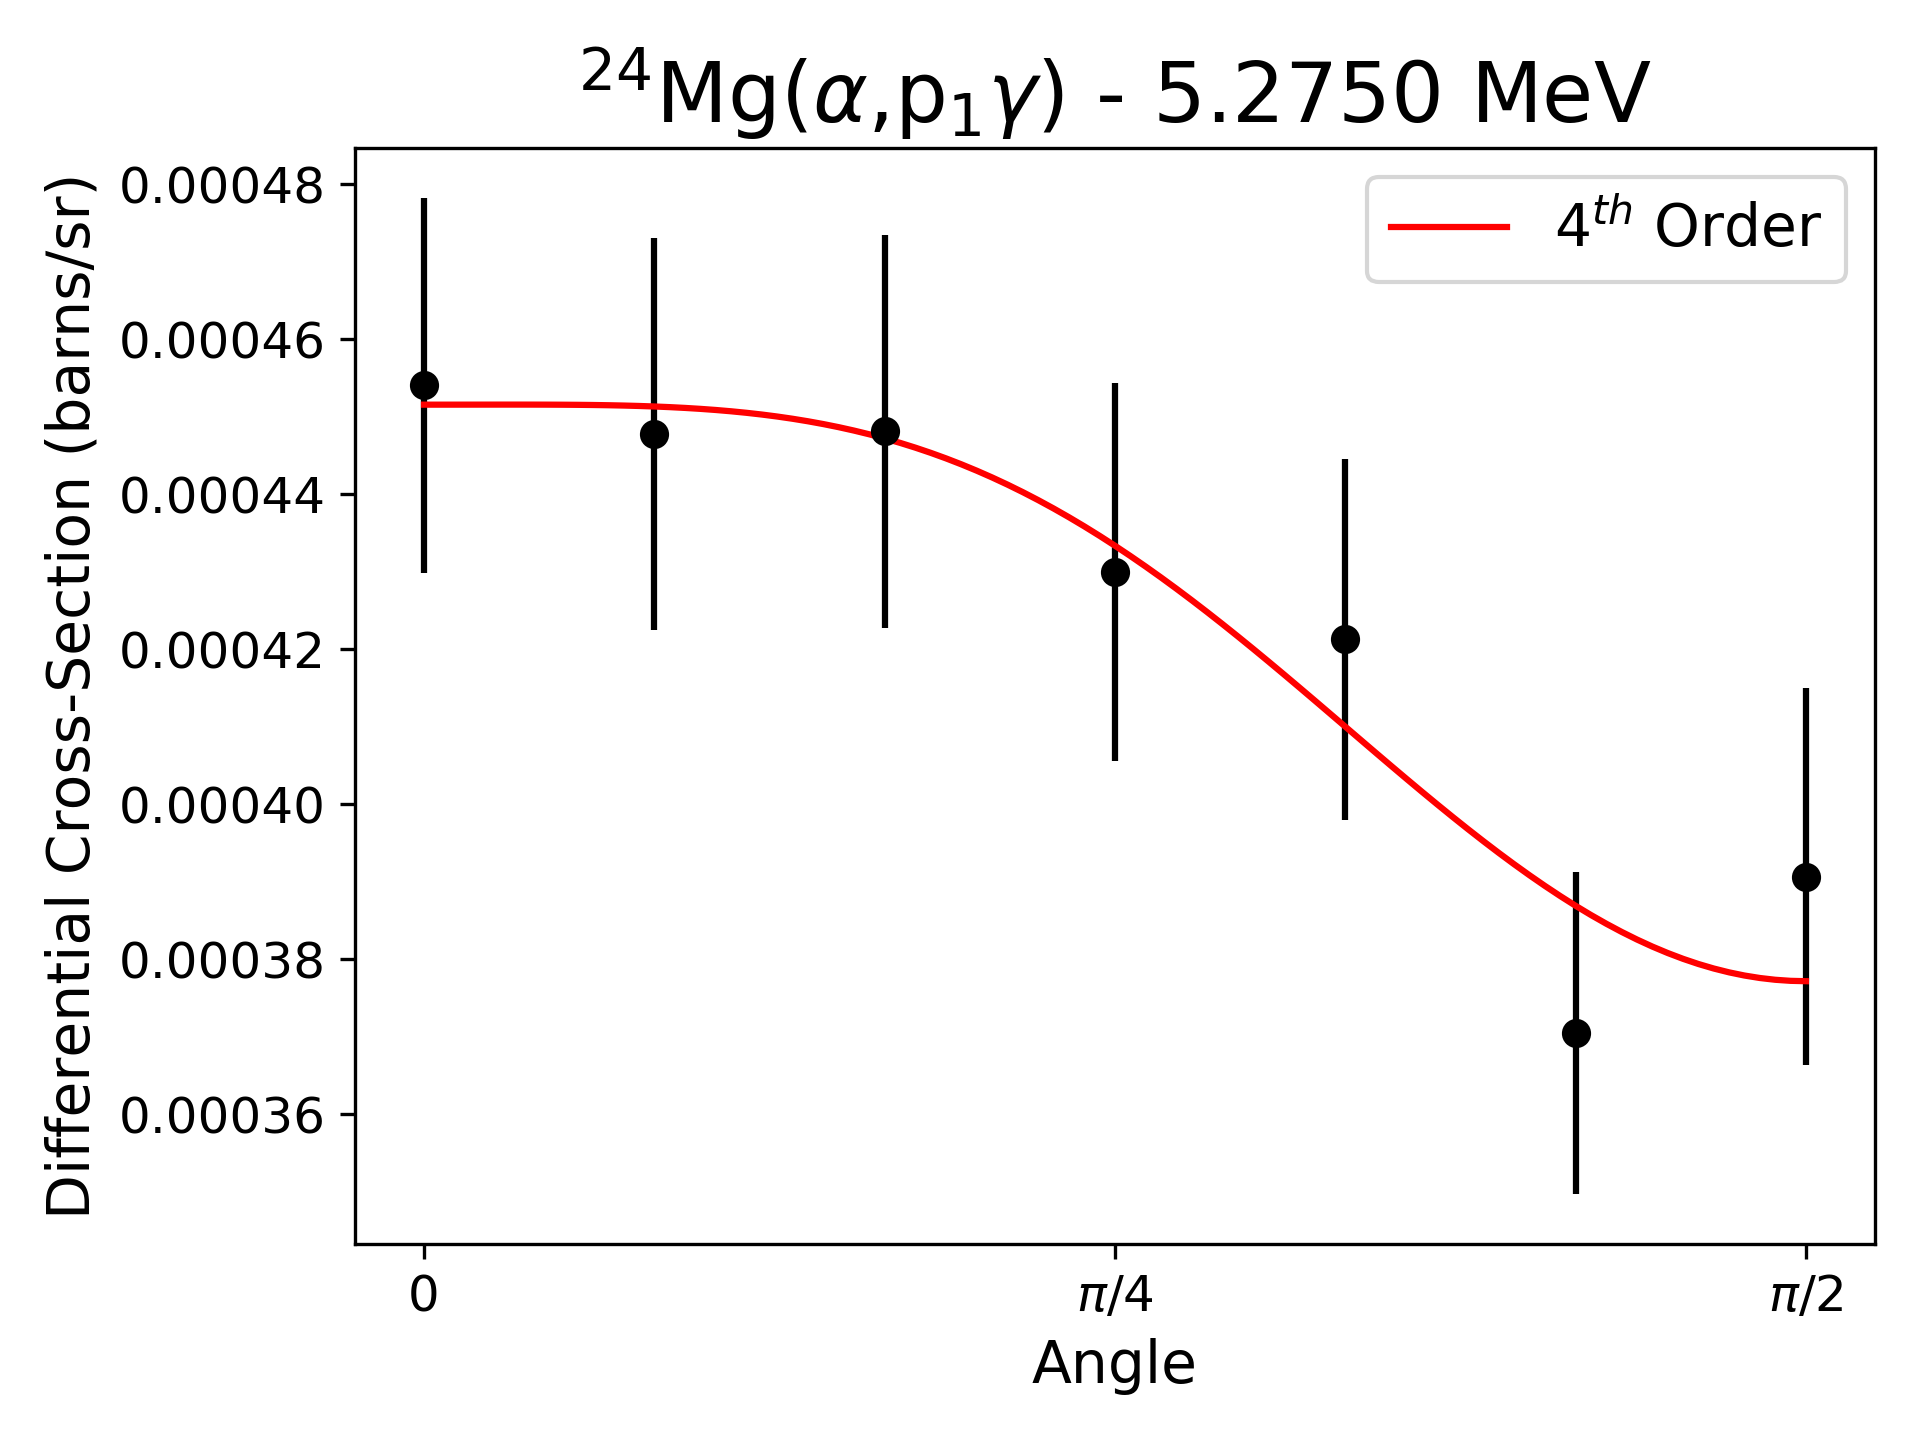 ²⁴Mg(α,p₁γ) - 5.2750 MeV
4ᵗʰ Order
Differential Cross-Section (barns/sr)
0.00048
0.00046
0.00044
0.00042
0.00040
0.00038
0.00036
0 π/4 π/2
Angle